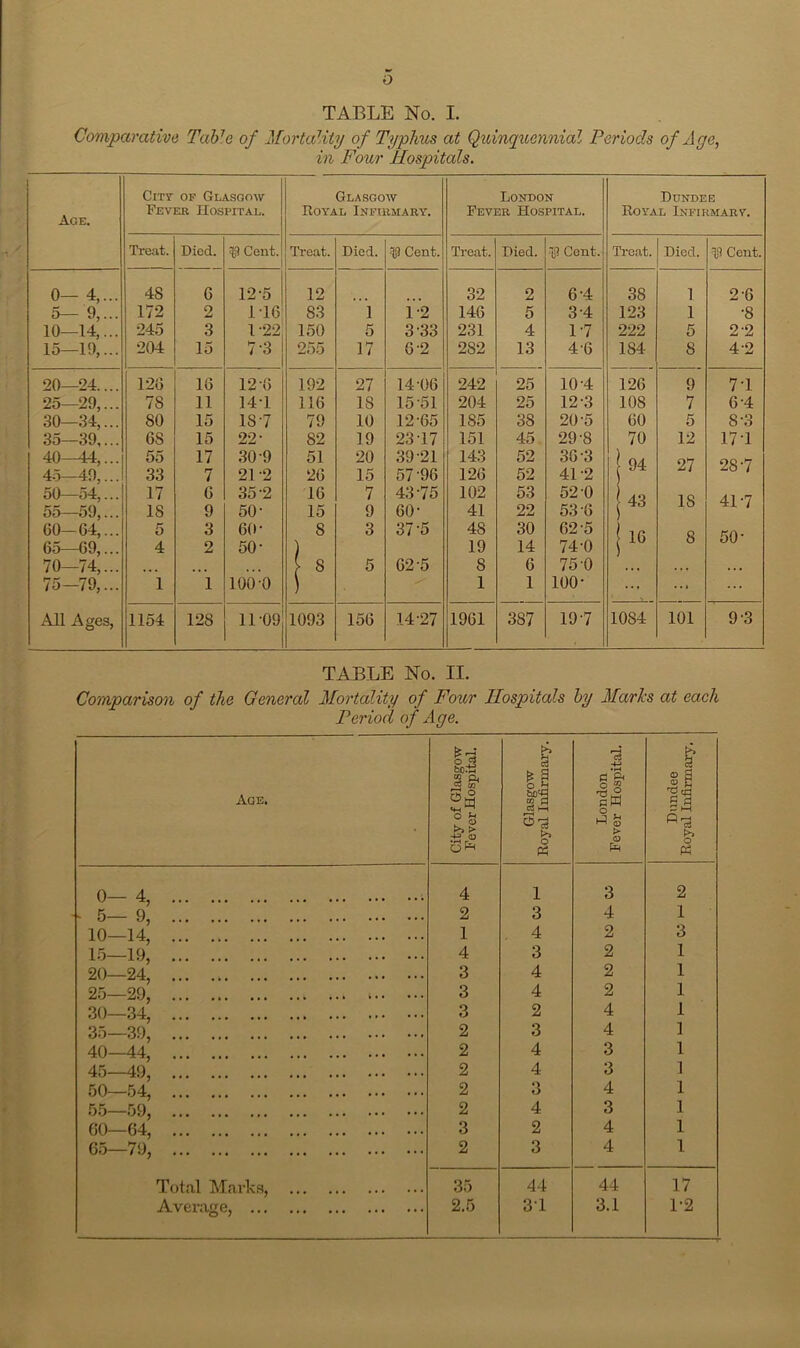 5
TABLE No. I.
Comparative Table of Mortality of Typhus at Quinquennial Periods of Age,
in Four Hospitals.
Age. | City of Glasgow Fever Hospital. | Glasgow Royal Infirmary. | London Fever Hospital. | Dundee Royal Infirmary.
Treat. Died. ⅌ Cent. | Treat. Died. ⅌ Cent. | Treat. Died. ⅌ Cent. | Treat. Died. ⅌ Cent.
0— 4,... 48 6 12·5 12 ... ... 32 2 6·4 38 1 2·6
5— 9,... 172 2 1·16 83 1 1·2 146 5 3·4 123 1 ·8
10—14,... 245 3 1·22 150 5 3·33 231 4 1·7 222 5 2·2
15—19,... 204 15 7·3 255 17 6·2 282 13 4·6 184 8 4·2
20—24.... 126 16 12·6 192 27 14·06 242 25 10·4 126 9 7·1
25—29,... 78 11 14·1 116 18 15·51 204 25 12·3 108 7 6·4
30—34,... 80 15 18·7 79 10 12·65 185 38 20·5 60 5 8·3
35—39,... 68 15 22· 82 19 23·17 151 45 29·8 70 12 17·1
40—44,... 55 17 30·9 51 20 39·21 143 52 36·3 } 94 27 28·7
45—49,... 33 7 21·2 26 15 57·96 126 52 41·2
50—54,... 17 6 35·2 16 7 43·75 102 53 52·0 } 43 18 41·7
55—59,... 18 9 50· 15 9 60· 41 22 53·6
60—64,... 5 3 60· 8 3 37·5 48 30 62·5 } 16 8 50·
65—69,... 4 2 50· } 8 5 62·5 19 14 74·0
70—74,... ... ... ... 8 6 75·0 ... ... ...
75—79,... 1 1 100·0 1 1 100· ... ... ...
All Ages, 1154 128 11·09 1093 156 14·27 1961 387 19·7 1084 101 9·3
TABLE No. II.
Comparison of the General Mortality of Four Hospitals by Marks at each
Period of Age.
Age. | City of Glasgow Fever Hospital. | Glasgow Royal Infirmary. | London Fever Hospital. | Dundee Royal Infirmary.
0— 4, ... 4 1 3 2
5— 9, ... 2 3 4 1
10—14, ... 1 4 2 3
15—19, ... 4 3 2 1
20—24, ... 3 4 2 1
25—29, ... 3 4 2 1
30—34, ... 3 2 4 1
35—39, ... 2 3 4 1
40—44, ... 2 4 3 1
45—49, ... 2 4 3 1
50—54, ... 2 3 4 1
55—59, ... 2 4 3 1
60—64, ... 3 2 4 1
65—79, ... 2 3 4 1
Total Marks, ... 35 44 44 17
Average, ... 2.5 3·1 3.1 1·2